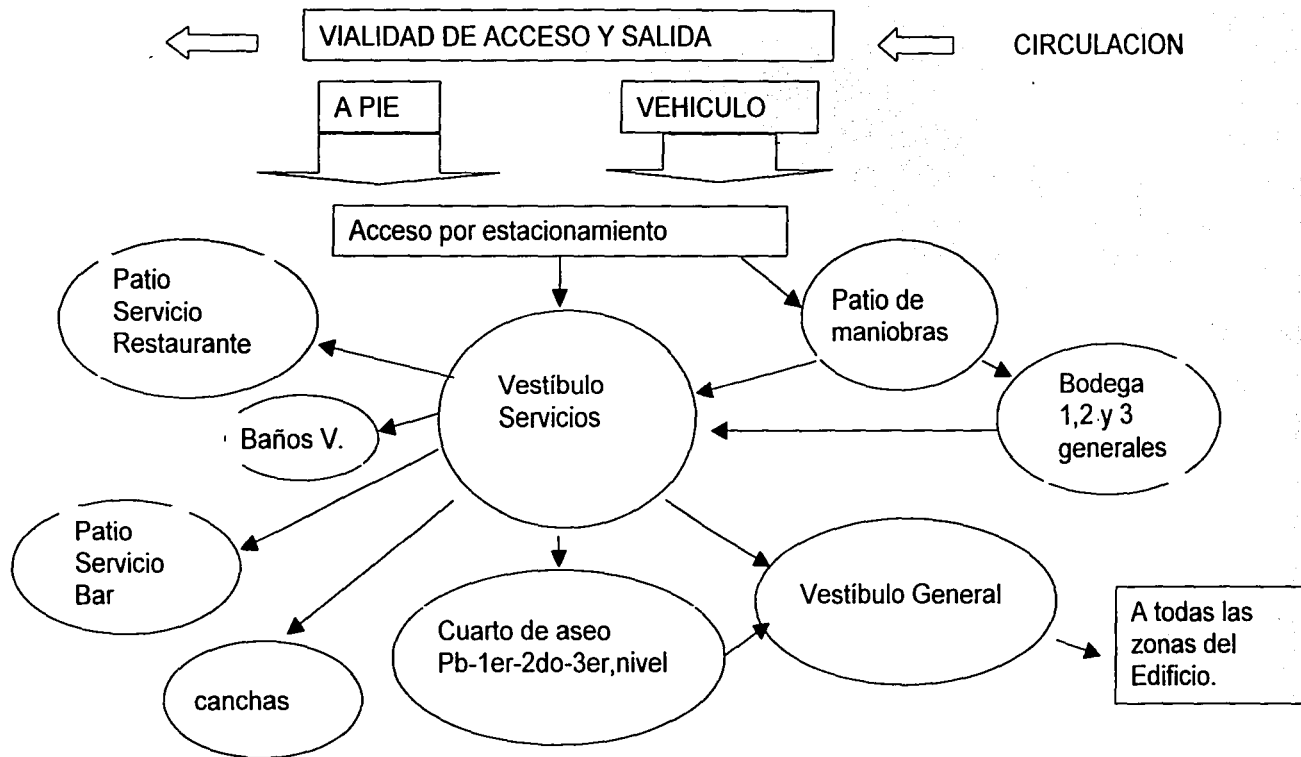 VIALIDAD DE ACCESO Y SALIDA
CIRCULACION
A PIE
VEHICULO
Acceso por estacionamiento
Patio
Servicio
Restaurante
Patio de
maniobras
Vestíbulo
Servicios
Bodega
1,2 y 3
generales
Baños V.
Patio
Servicio
Bar
Vestíbulo General
Cuarto de aseo
Pb-1er-2do-3er,nivel
A todas las
zonas del
Edificio.
canchas